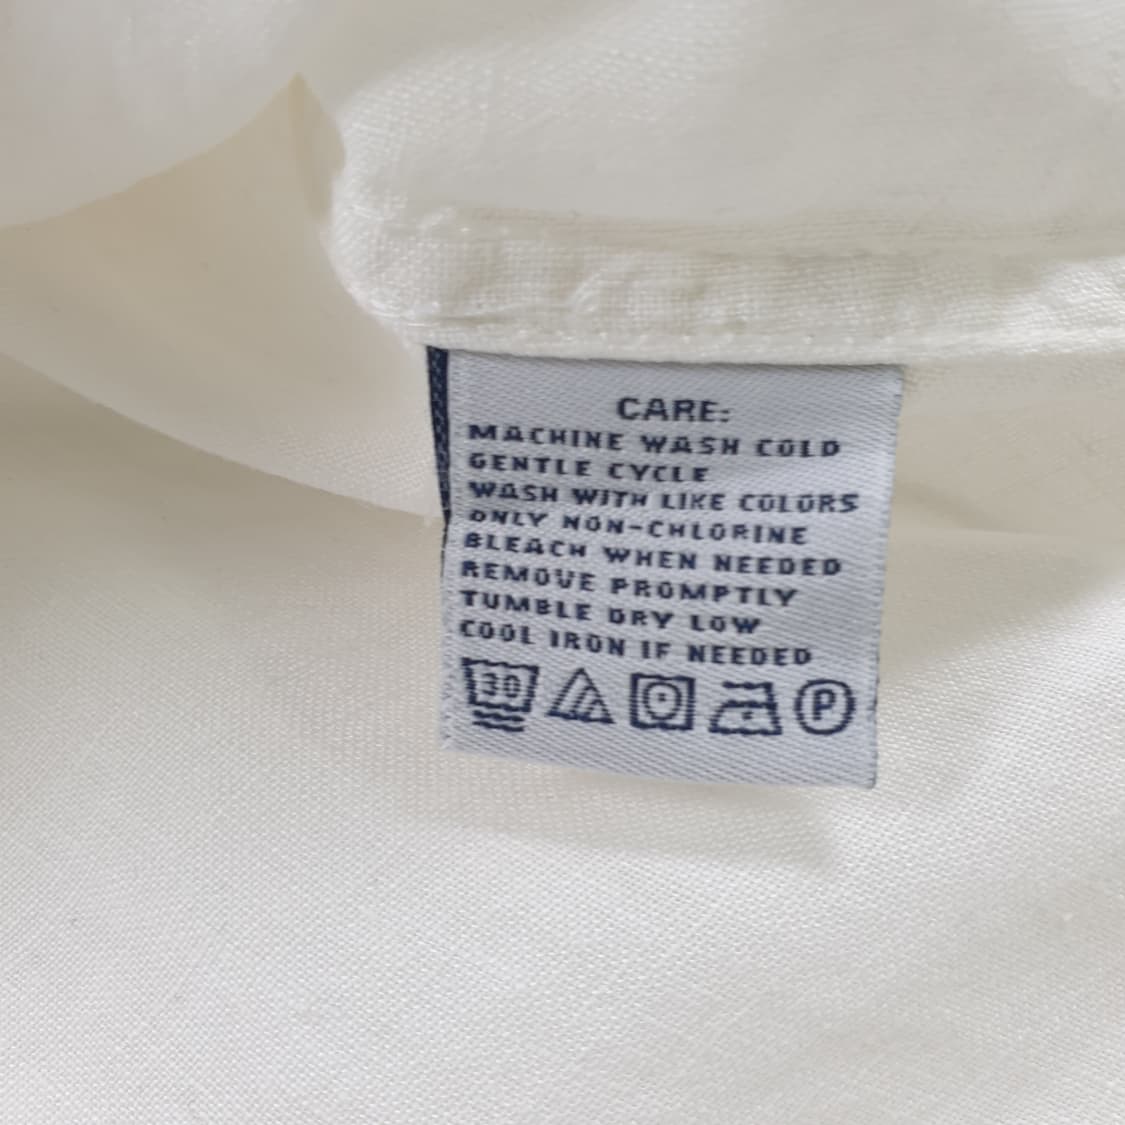 CARE:
MACHINE WASH COLD
GENTLE CYCLE
WASH WITH LIKE COLORS
ONLY NON-CHLORINE
BLEACH WHEN NEEDED
REMOVE PROMPTLY
TUMBLE DRY LOW
COOL IRON IF NEEDED
30 P